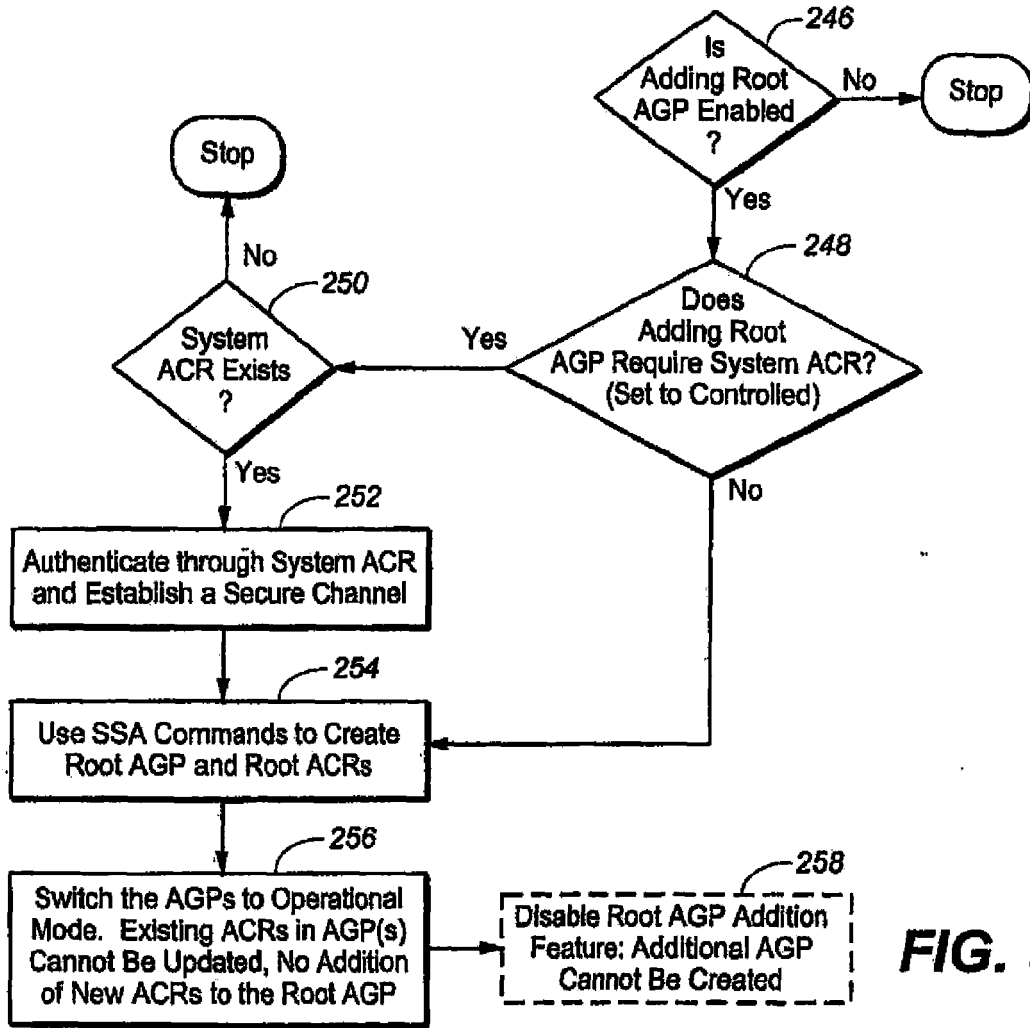 246
Is
Adding Root
AGP Enabled
?
No
Stop
Yes
248
Does
Adding Root
AGP Require System ACR?
(Set to Controlled)
Yes
No
Stop
No
250
System
ACR Exists
?
Yes
252
Authenticate through System ACR
and Establish a Secure Channel
254
Use SSA Commands to Create
Root AGP and Root ACRs
256
Switch the AGPs to Operational
Mode. Existing ACRs in AGP(s)
Cannot Be Updated, No Addition
of New ACRs to the Root AGP
258
Disable Root AGP Addition
Feature: Additional AGP
Cannot Be Created
FIG.